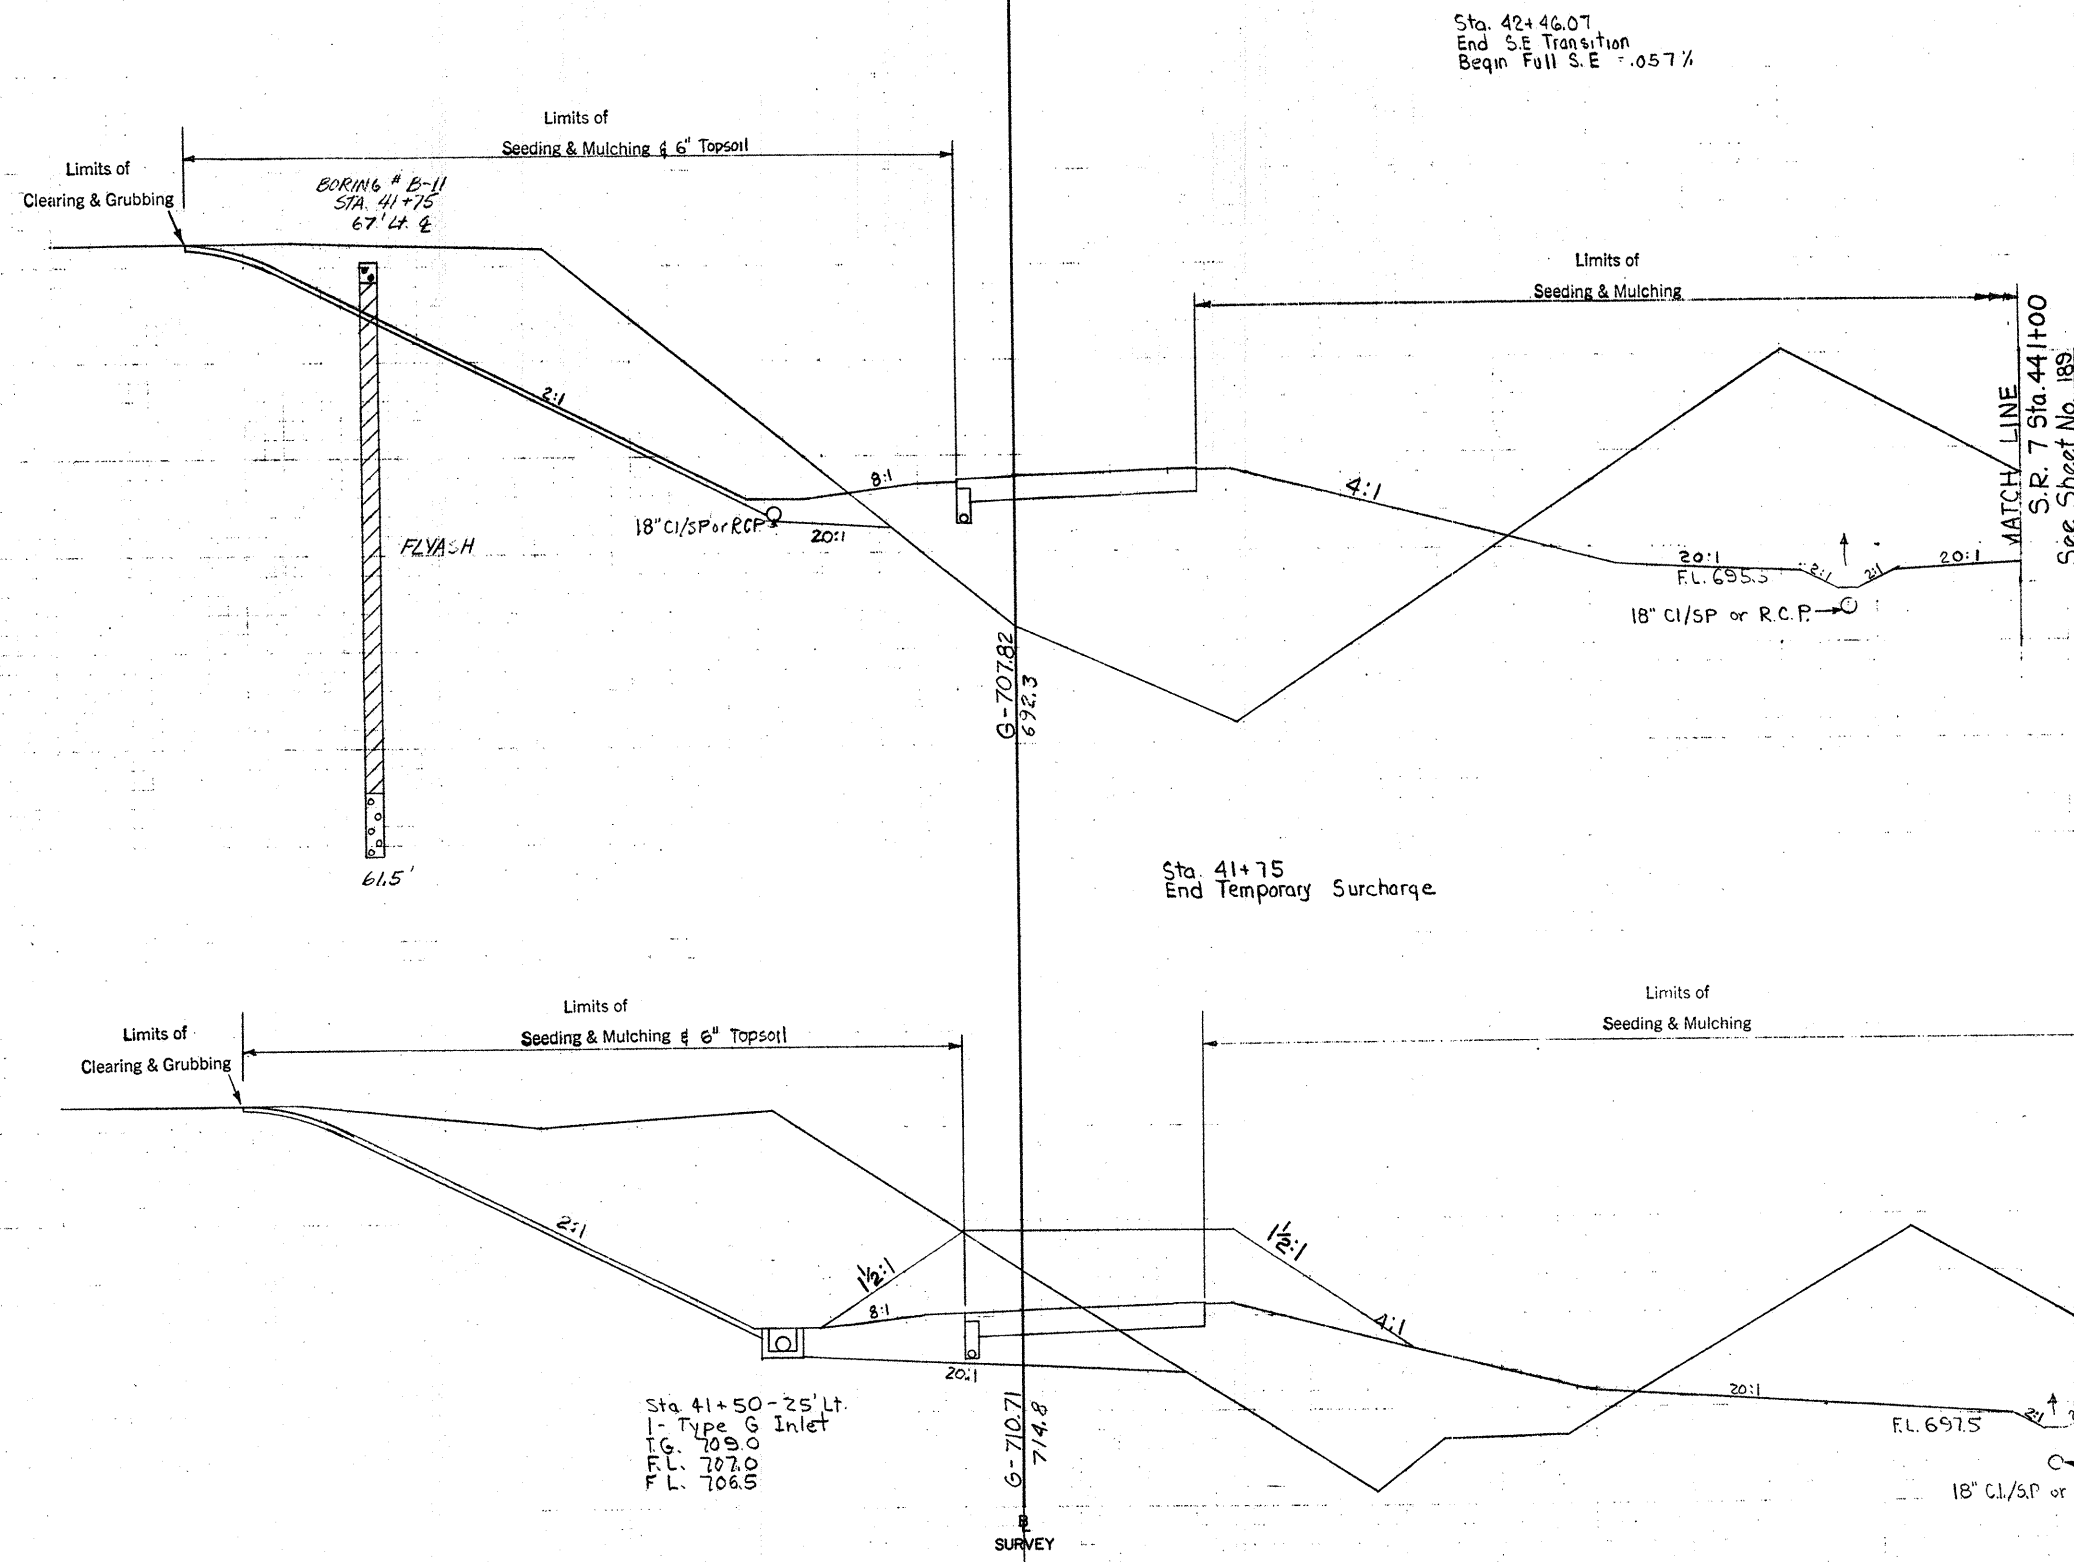 Sta. 42+46.07
End S.E Transition
Begin Full S.E = .057%
Limits of
Seeding & Mulching & 6" Topsoil
Limits of
Clearing & Grubbing
BORING # B-11
STA. 41+75
67' Lt. ℄
Limits of
Seeding & Mulching
MATCH LINE
S.R. 7 Sta. 441+00
See Sheet No. 189
2:1
8:1
4:1
18" CI/SP or RCP
20:1
FLYASH
20:1
F.L. 695.5
2:1
2:1
20:1
18" CI/SP or R.C.P.
G-707.82
692.3
61.5'
Sta. 41+75
End Temporary Surcharge
Limits of
Seeding & Mulching & 6" Topsoil
Limits of
Clearing & Grubbing
Limits of
Seeding & Mulching
2:1
1½:1
1½:1
8:1
4:1
20:1
20:1
2:1
F.L. 697.5
18" C.I./S.P or
Sta. 41+50-25' Lt.
1- Type G Inlet
T.G. 709.0
F.L. 707.0
F L. 706.5
G-710.71
714.8
B
SURVEY